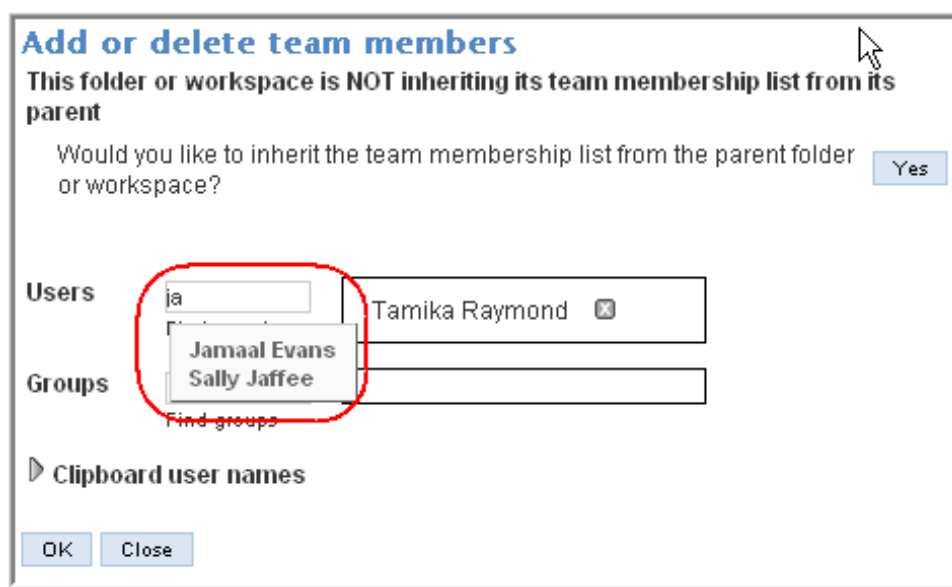 Add or delete team members
This folder or workspace is NOT inheriting its team membership list from its
parent
Would you like to inherit the team membership list from the parent folder
or workspace?
Yes
Users
ja
Tamika Raymond
Jamaal Evans
Sally Jaffee
Groups
Find groups
Clipboard user names
OK
Close